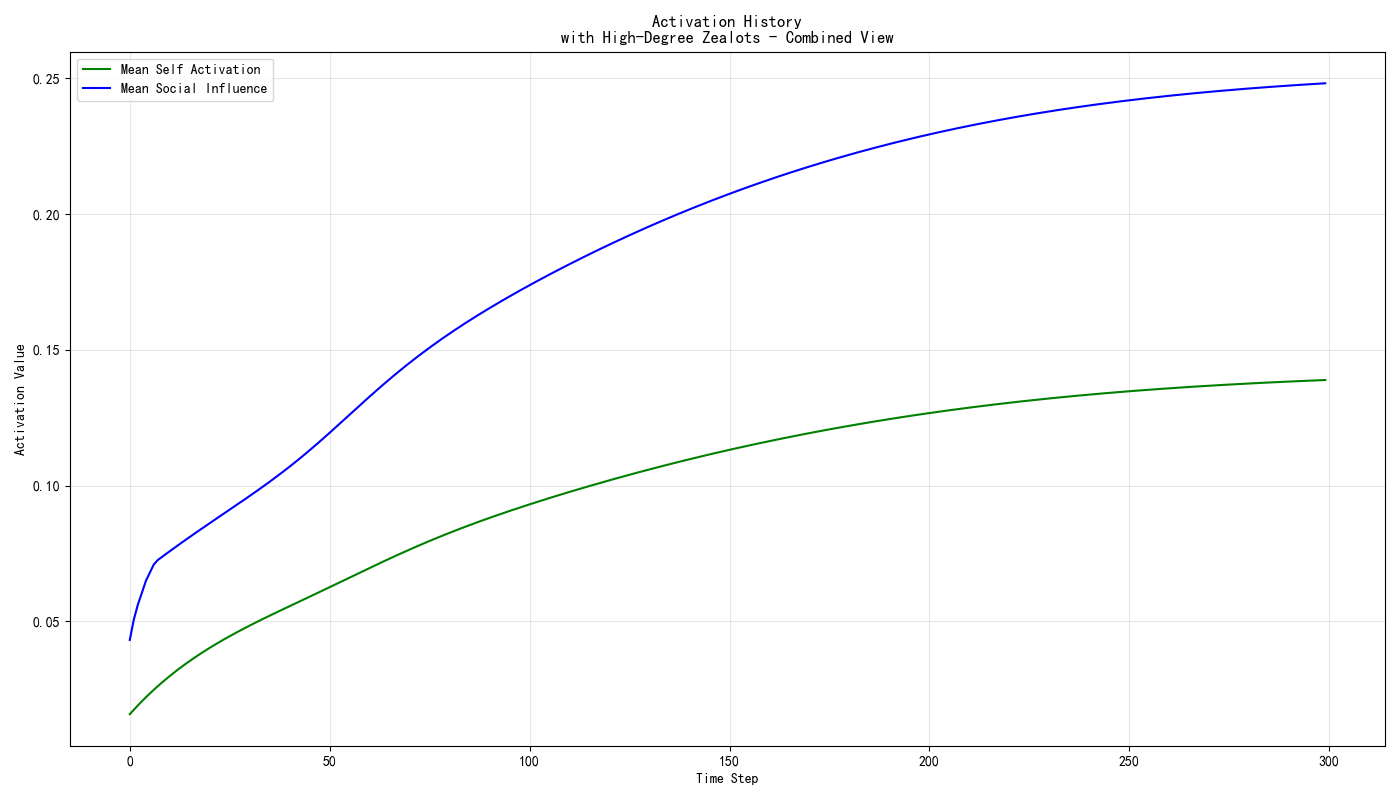 Activation History
with High-Degree Zealots - Combined View
Mean Self Activation
Mean Social Influence
Activation Value
0.25
0.20
0.15
0.10
0.05
0
50
100
150
200
250
300
Time Step